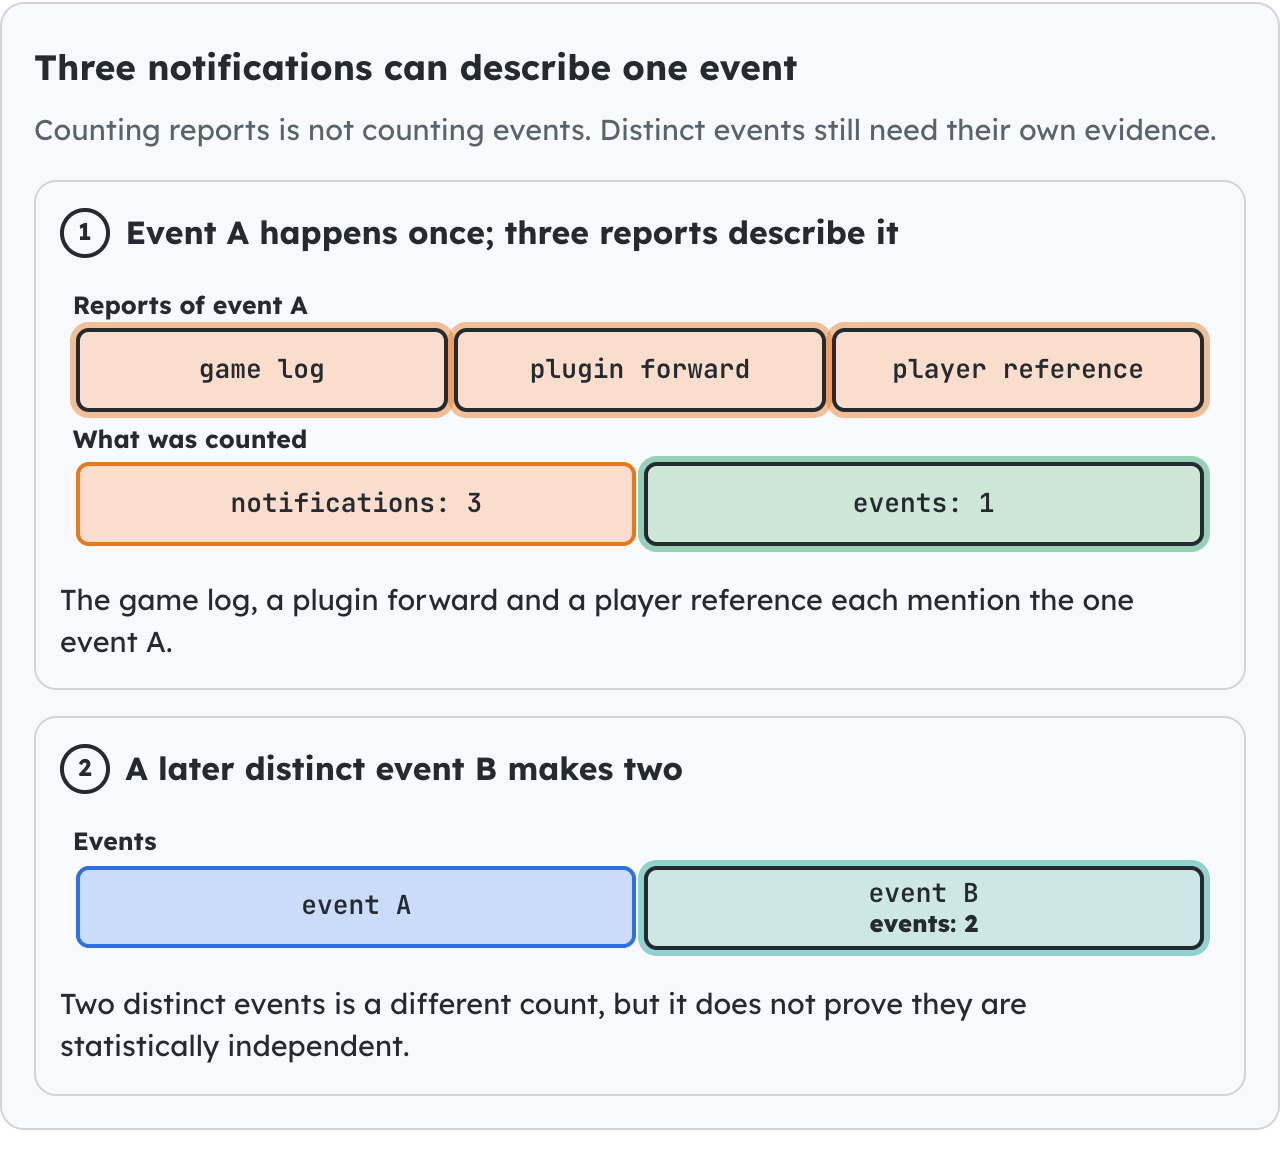 Three notifications can describe one event
Counting reports is not counting events. Distinct events still need their own evidence.
1 Event A happens once; three reports describe it
Reports of event A
game log plugin forward player reference
What was counted
notifications: 3 events: 1
The game log, a plugin forward and a player reference each mention the one
event A.
2 A later distinct event B makes two
Events
event A event B
events: 2
Two distinct events is a different count, but it does not prove they are
statistically independent.